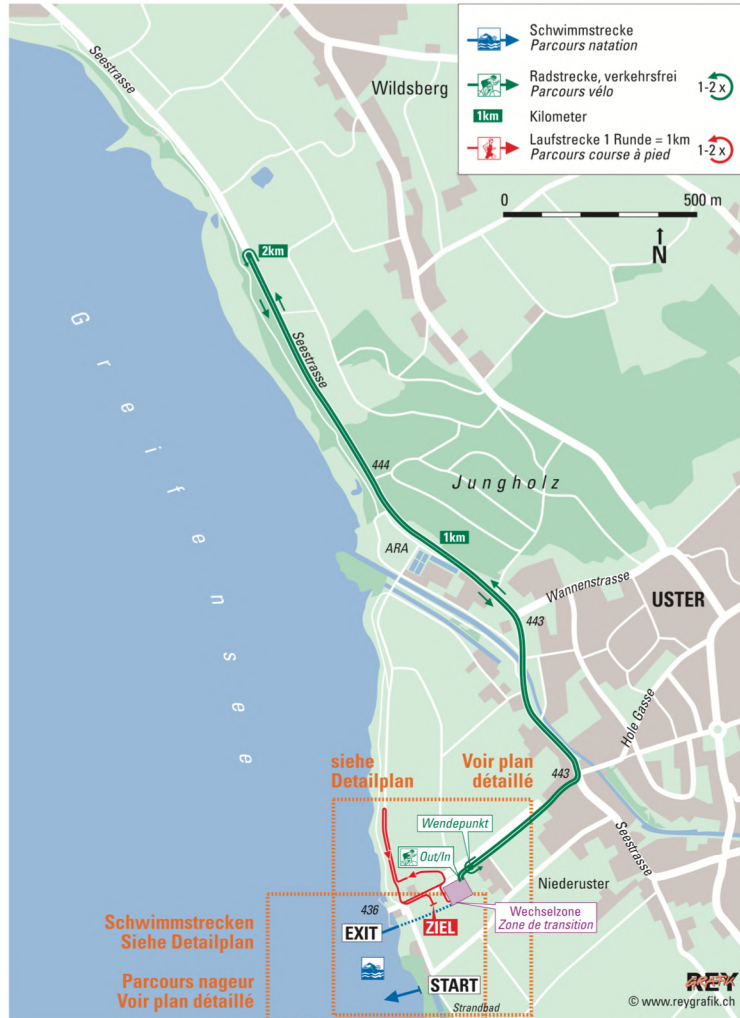 Schwimmstrecke
Parcours natation
Radstrecke, verkehrsfrei
Parcours vélo
1-2 x
1km
Kilometer
Laufstrecke 1 Runde = 1km
Parcours course à pied
1-2 x
0
500 m
N
Seestrasse
Wildsberg
2km
Seestrasse
Greifensee
444
Jungholz
1km
ARA
Wannenstrasse
USTER
443
Hole Gasse
443
siehe
Detailplan
Voir plan
détaillé
Seestrasse
Wendepunkt
Out/In
Niederuster
436
Wechselzone
Zone de transition
ZIEL
EXIT
Schwimmstrecken
Siehe Detailplan
Parcours nageur
Voir plan détaillé
START
Strandbad
REY
GRAFIK
© www.reygrafik.ch